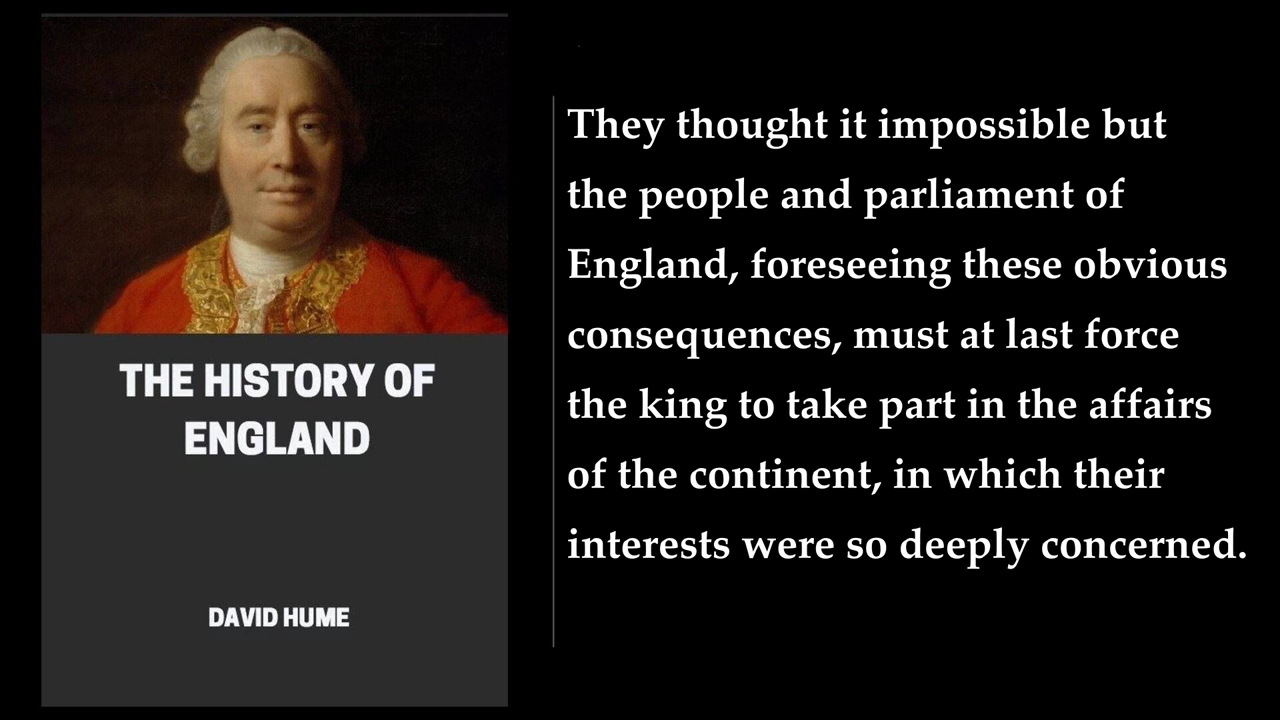 THE HISTORY OF
ENGLAND
DAVID HUME
They thought it impossible but
the people and parliament of
England, foreseeing these obvious
consequences, must at last force
the king to take part in the affairs
of the continent, in which their
interests were so deeply concerned.